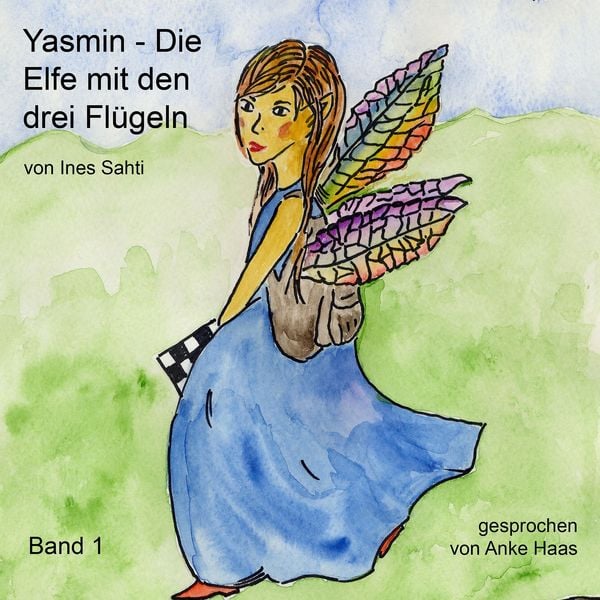 Yasmin - Die
Elfe mit den
drei Flügeln
von Ines Sahti
Band 1
gesprochen
von Anke Haas